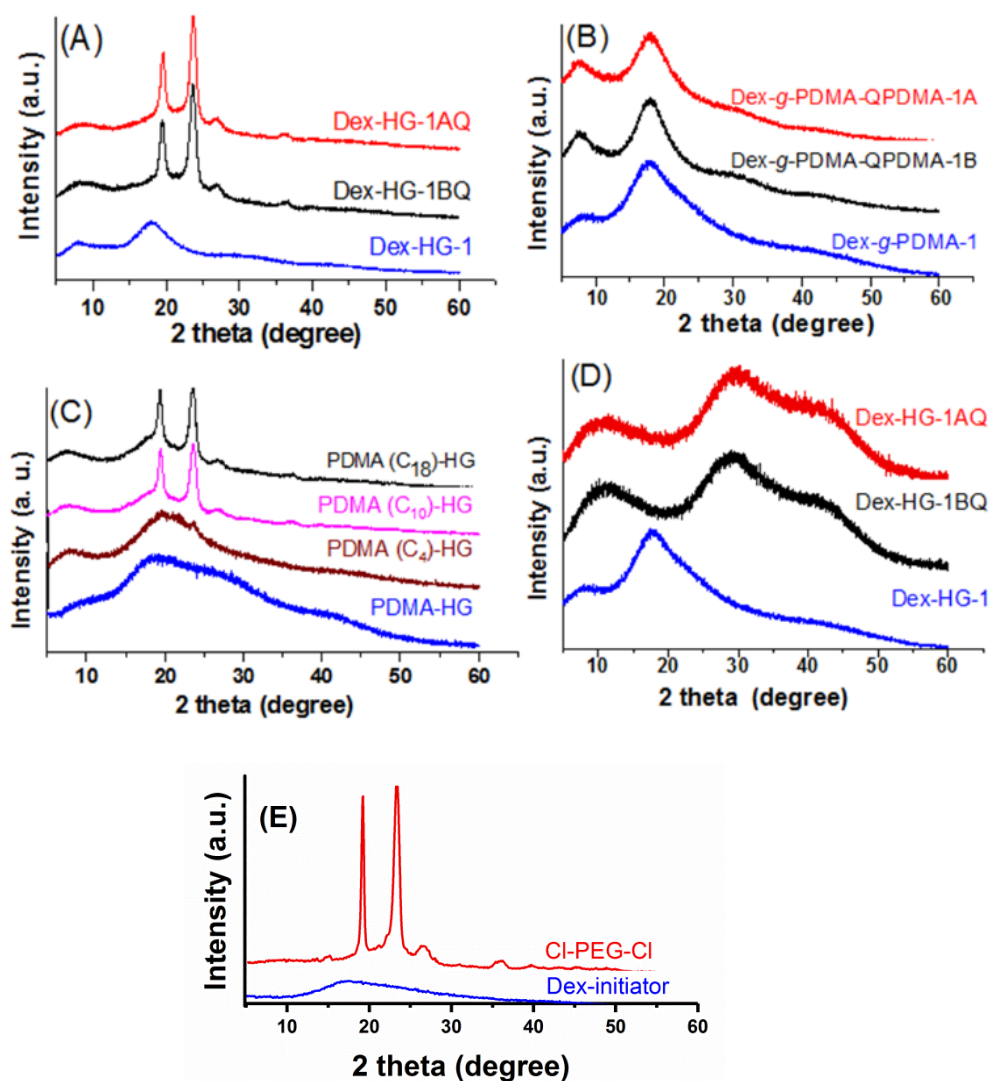 (A)
Intensity (a.u.)
Dex-HG-1AQ
Dex-HG-1BQ
Dex-HG-1
10 20 30 40 50 60
2 theta (degree)
(B)
Intensity (a.u.)
Dex-g-PDMA-QPDMA-1A
Dex-g-PDMA-QPDMA-1B
Dex-g-PDMA-1
10 20 30 40 50 60
2 theta (degree)
(C)
Intensity (a. u.)
PDMA (C18)-HG
PDMA (C10)-HG
PDMA (C4)-HG
PDMA-HG
10 20 30 40 50 60
2 theta (degree)
(D)
Intensity (a.u.)
Dex-HG-1AQ
Dex-HG-1BQ
Dex-HG-1
10 20 30 40 50 60
2 theta (degree)
(E)
Intensity (a.u.)
Cl-PEG-Cl
Dex-initiator
10 20 30 40 50 60
2 theta (degree)